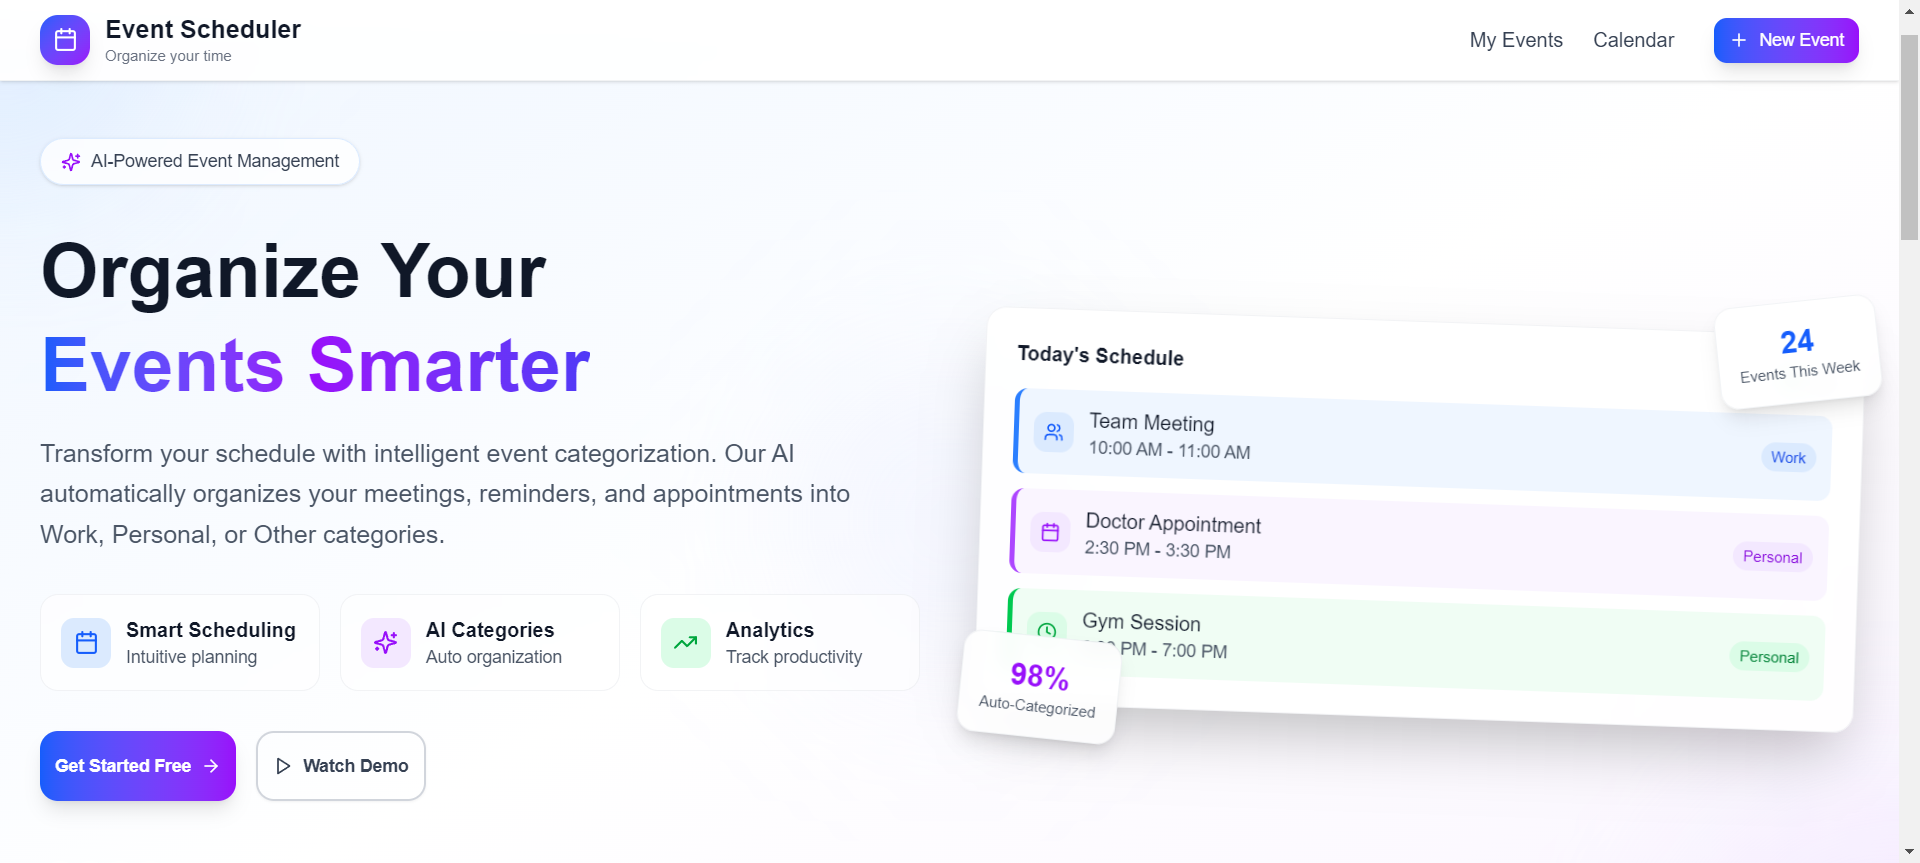 Event Scheduler
Organize your time
My Events
Calendar
New Event
AI-Powered Event Management
Organize Your
Events Smarter
Transform your schedule with intelligent event categorization. Our AI
automatically organizes your meetings, reminders, and appointments into
Work, Personal, or Other categories.
Smart Scheduling
Intuitive planning
AI Categories
Auto organization
Analytics
Track productivity
Get Started Free
Watch Demo
Today's Schedule
24
Events This Week
Team Meeting
10:00 AM - 11:00 AM
Work
Doctor Appointment
2:30 PM - 3:30 PM
Personal
Gym Session
PM - 7:00 PM
Personal
98%
Auto-Categorized